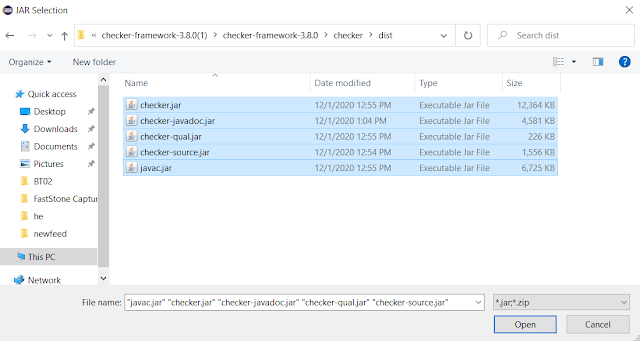 JAR Selection
« checker-framework-3.8.0(1) > checker-framework-3.8.0 > checker > dist
Search dist
Organize
New folder
Name Date modified Type Size
Quick access
Desktop
Downloads
Documents
Pictures
BT02
FastStone Captur
he
newfeed
This PC
Network
checker.jar 12/1/2020 12:55 PM Executable Jar File 12,364 KB
checker-javadoc.jar 12/1/2020 1:04 PM Executable Jar File 4,581 KB
checker-qual.jar 12/1/2020 12:55 PM Executable Jar File 226 KB
checker-source.jar 12/1/2020 12:54 PM Executable Jar File 1,556 KB
javac.jar 12/1/2020 12:55 PM Executable Jar File 6,725 KB
File name: "javac.jar" "checker.jar" "checker-javadoc.jar" "checker-qual.jar" "checker-source.jar"
*.jar;*.zip
Open
Cancel